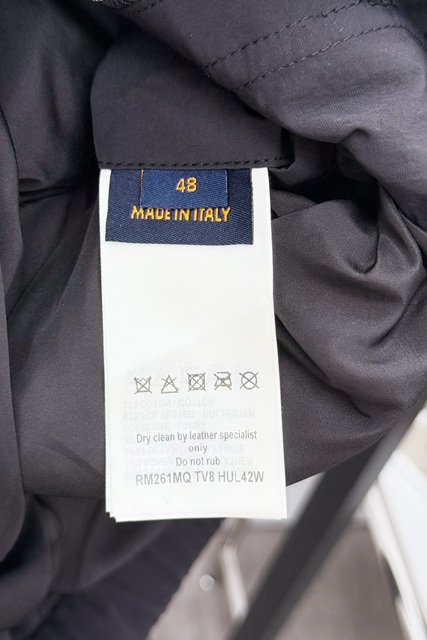 48
MADE IN ITALY
Dry clean by leather specialist
only
Do not rub
RM261MQ TV8 HUL42W